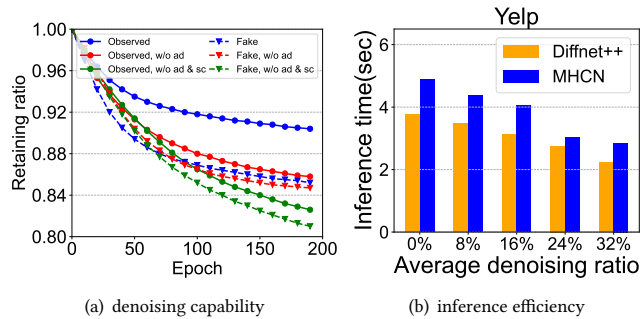 1.00
0.96
0.92
0.88
0.84
0.80
Retaining ratio
Observed
Observed, w/o ad
Observed, w/o ad & sc
Fake
Fake, w/o ad
Fake, w/o ad & sc
0 50 100 150 200
Epoch
(a) denoising capability
Yelp
6
4
2
0
Inference time(sec)
Diffnet++
MHCN
0% 8% 16% 24% 32%
Average denoising ratio
(b) inference efficiency